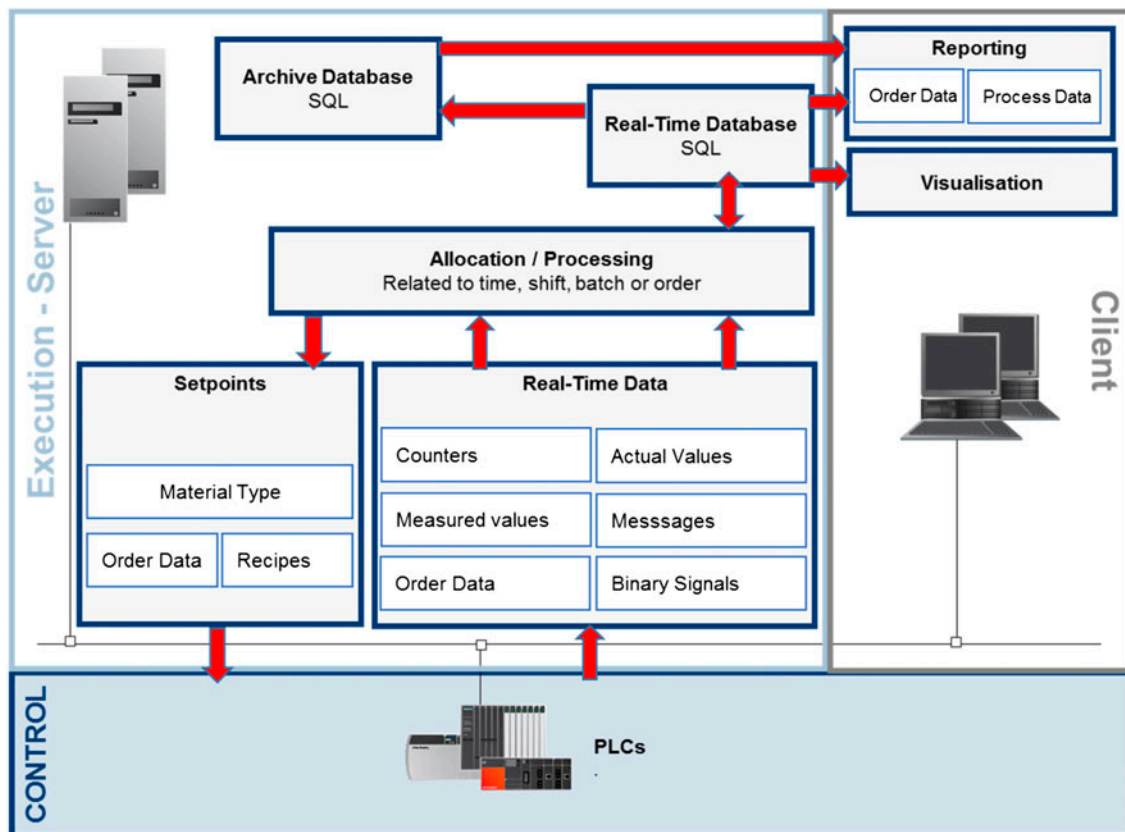 Execution - Server
Archive Database
SQL
Real-Time Database
SQL
Reporting
Order Data
Process Data
Visualisation
Allocation / Processing
Related to time, shift, batch or order
Client
Setpoints
Material Type
Order Data
Recipes
Real-Time Data
Counters
Actual Values
Measured values
Messsages
Order Data
Binary Signals
CONTROL
PLCs
.